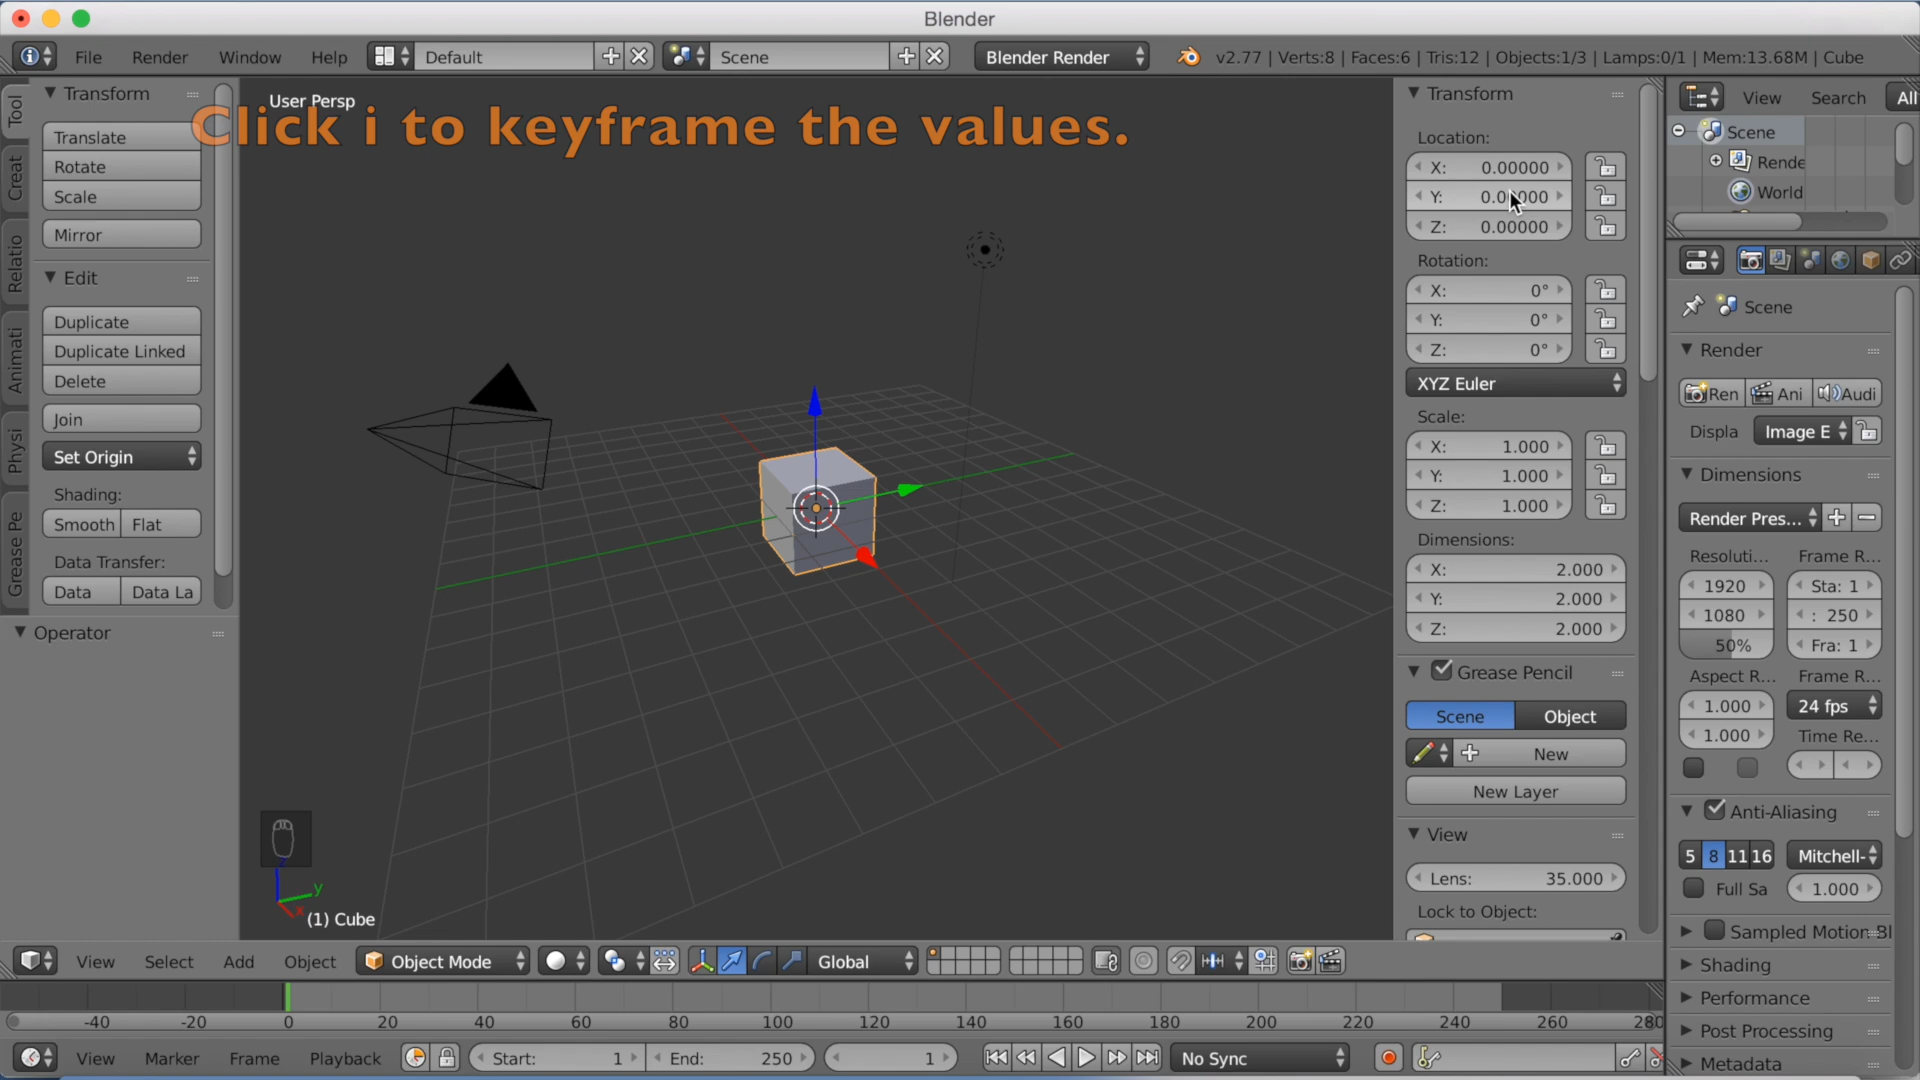 Blender
File Render Window Help Default Scene Blender Render v2.77 | Verts:8 | Faces:6 | Tris:12 | Objects:1/3 | Lamps:0/1 | Mem:13.68M | Cube
Click i to keyframe the values.
User Persp
(1) Cube
y
x
Tool
Creat
Relatio
Animati
Physi
Grease Pe
Transform
Translate
Rotate
Scale
Mirror
Edit
Duplicate
Duplicate Linked
Delete
Join
Set Origin
Shading:
Smooth Flat
Data Transfer:
Data Data La
Operator
Transform
Location:
X: 0.00000
Y: 0.00000
Z: 0.00000
Rotation:
X: 0°
Y: 0°
Z: 0°
XYZ Euler
Scale:
X: 1.000
Y: 1.000
Z: 1.000
Dimensions:
X: 2.000
Y: 2.000
Z: 2.000
Grease Pencil
Scene Object
New
New Layer
View
Lens: 35.000
Lock to Object:
View Search All
Scene
Rende
World
Scene
Render
Ren Ani Audi
Displa Image E
Dimensions
Render Pres...
Resoluti... Frame R...
1920 Sta: 1
1080 : 250
50% Fra: 1
Aspect R... Frame R...
1.000 24 fps
1.000 Time Re...
Anti-Aliasing
5 8 11 16 Mitchell-
Full Sa 1.000
Sampled Motion Bl
Shading
Performance
Post Processing
Metadata
View Select Add Object Object Mode Global
-40 -20 0 20 40 60 80 100 120 140 160 180 200 220 240 260 280
View Marker Frame Playback Start: 1 End: 250 1 No Sync